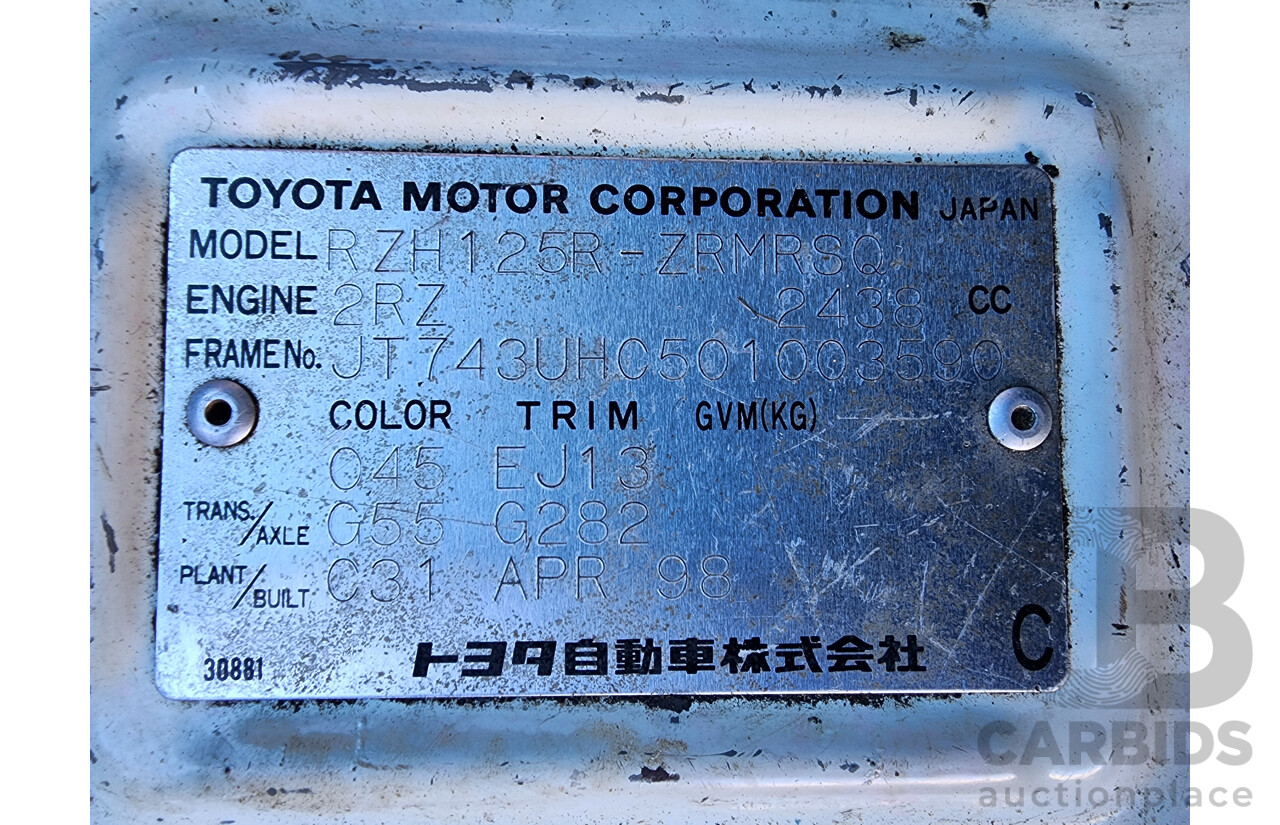 TOYOTA MOTOR CORPORATION JAPAN
MODEL RZH125R-ZRMRSQ
ENGINE 2RZ 2438 CC
FRAME No. JT743UHC501003590
COLOR TRIM GVM(KG)
045 EJ13
TRANS./AXLE G55 G282
PLANT/BUILT C31 APR 98
30881 トヨタ自動車株式会社 C
CARBIDS
auctionplace